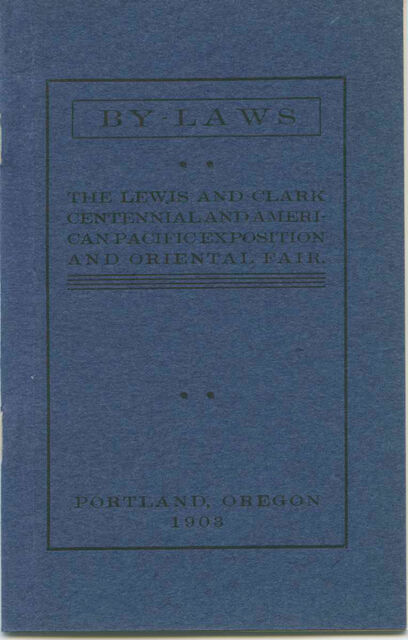 BY-LAWS
THE LEWIS AND CLARK
CENTENNIAL AND AMERI-
CAN PACIFIC EXPOSITION
AND ORIENTAL FAIR.
PORTLAND, OREGON
1903